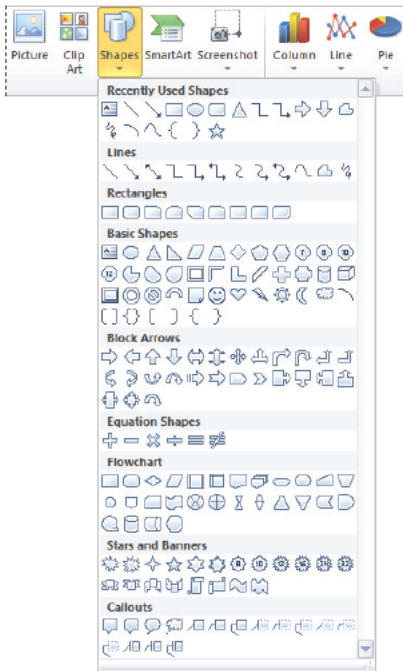 Picture Clip Art Shapes SmartArt Screenshot Column Line Pie
Recently Used Shapes
Lines
Rectangles
Basic Shapes
Block Arrows
Equation Shapes
Flowchart
Stars and Banners
Callouts